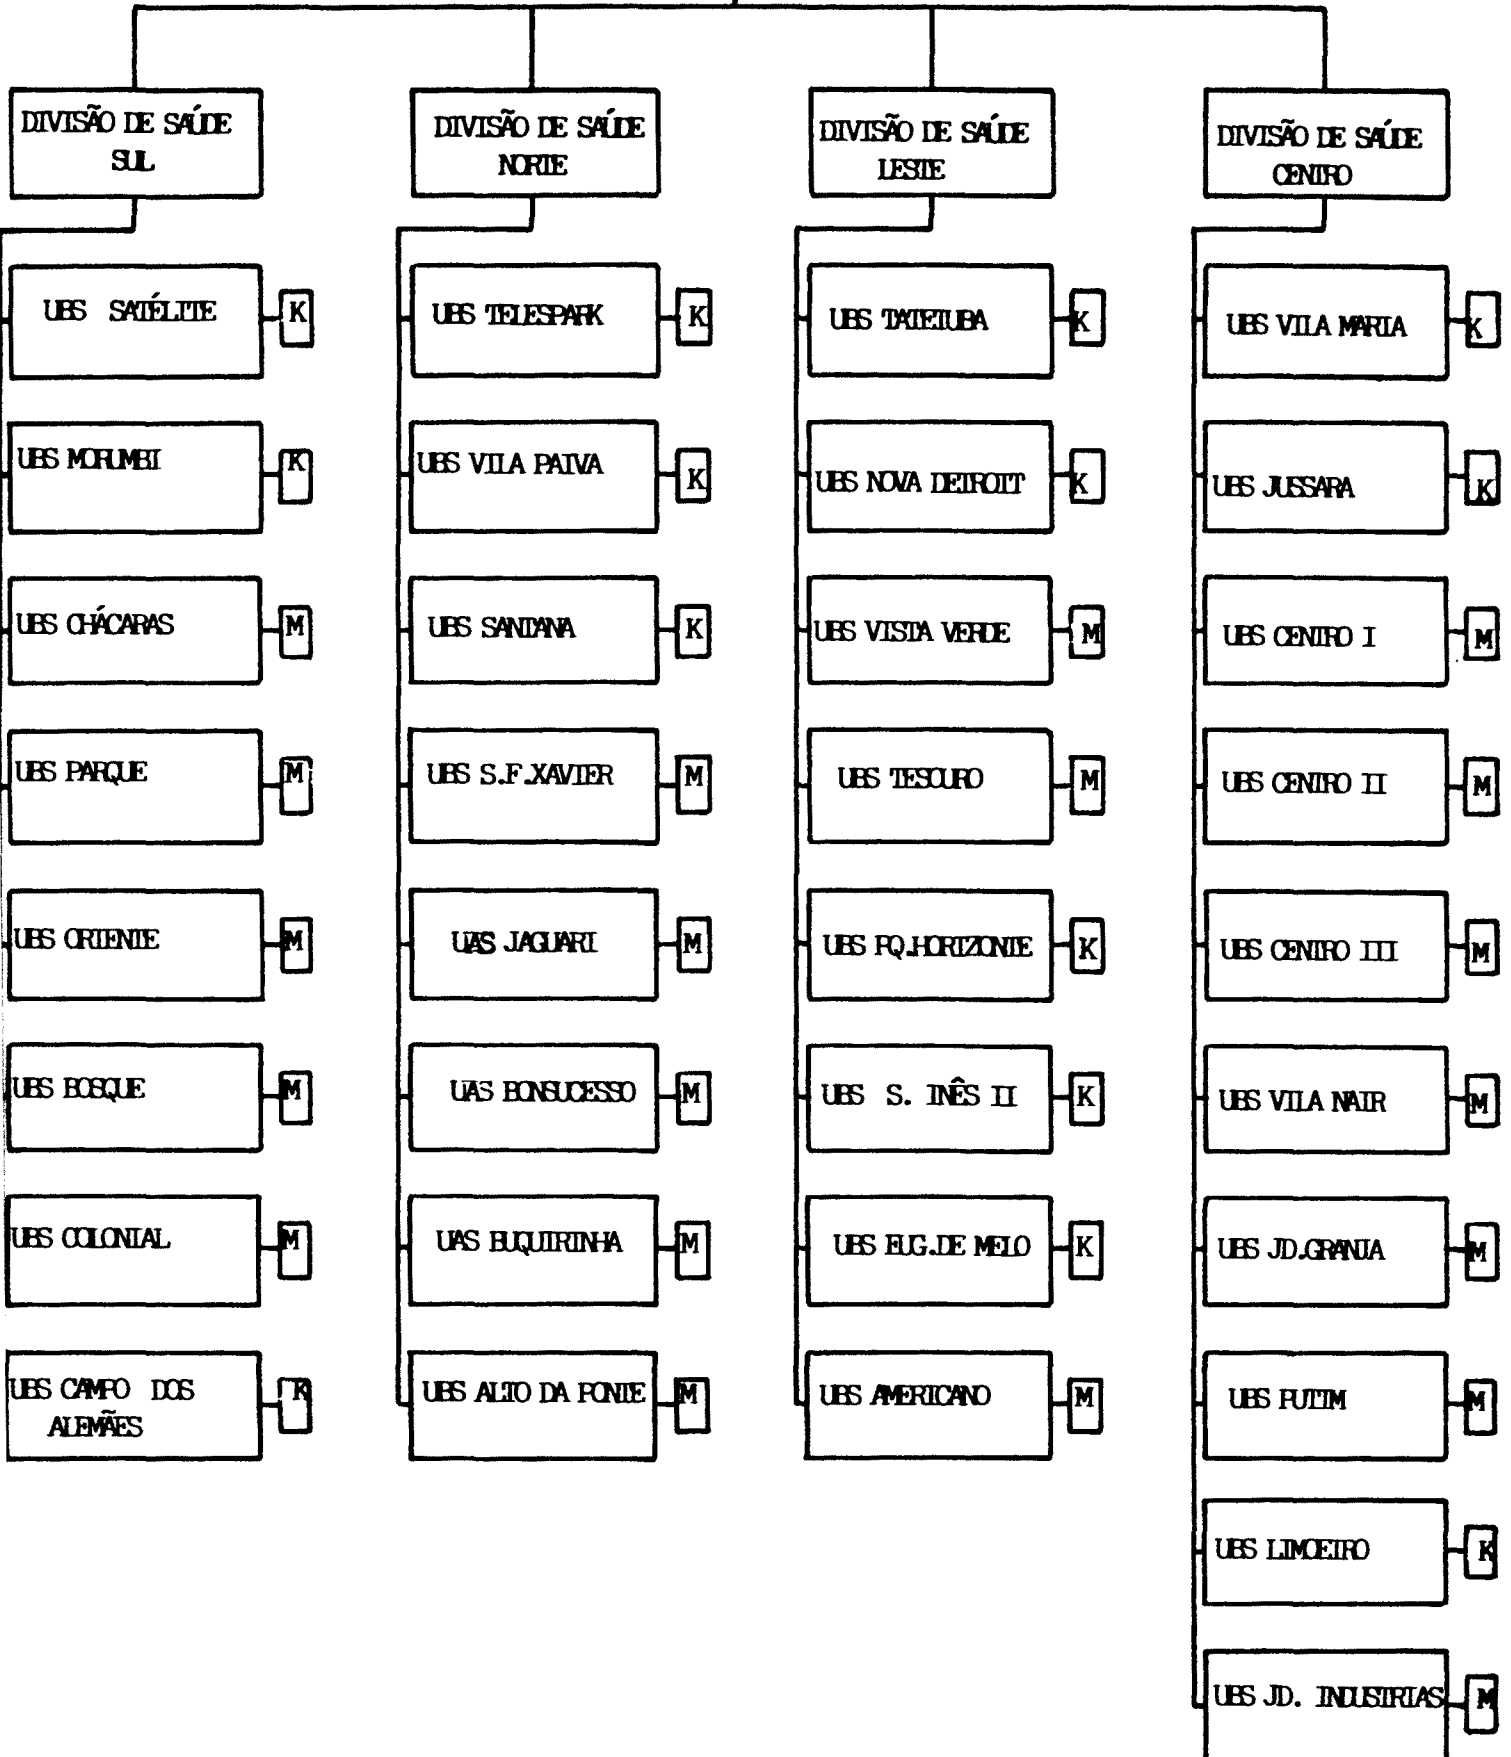 DIVISÃO DE SAÚDE
SUL
UBS SATÉLITE
K
UBS MORUMBI
K
UBS CHÁCARAS
M
UBS PARQUE
M
UBS ORIENTE
M
UBS BOSQUE
M
UBS COLONIAL
M
UBS CAMPO DOS
ALEMÃES
K
DIVISÃO DE SAÚDE
NORTE
UBS TELESPARK
K
UBS VILA PAIVA
K
UBS SANTANA
K
UBS S.F.XAVIER
M
UAS JAGUARI
M
UAS BONSUCESSO
M
UAS BUQUIRINHA
M
UBS ALTO DA PONTE
M
DIVISÃO DE SAÚDE
LESTE
UBS TATETUBA
K
UBS NOVA DETROIT
K
UBS VISTA VERDE
M
UBS TESOURO
M
UBS PQ.HORIZONTE
K
UBS S. INÊS II
K
UBS EUG.DE MELO
K
UBS AMERICANO
M
DIVISÃO DE SAÚDE
CENTRO
UBS VILA MARIA
K
UBS JUSSARA
K
UBS CENTRO I
M
UBS CENTRO II
M
UBS CENTRO III
M
UBS VILA NAIR
M
UBS JD.GRANJA
M
UBS PUTIM
M
UBS LIMOEIRO
K
UBS JD. INDUSTRIAS
M